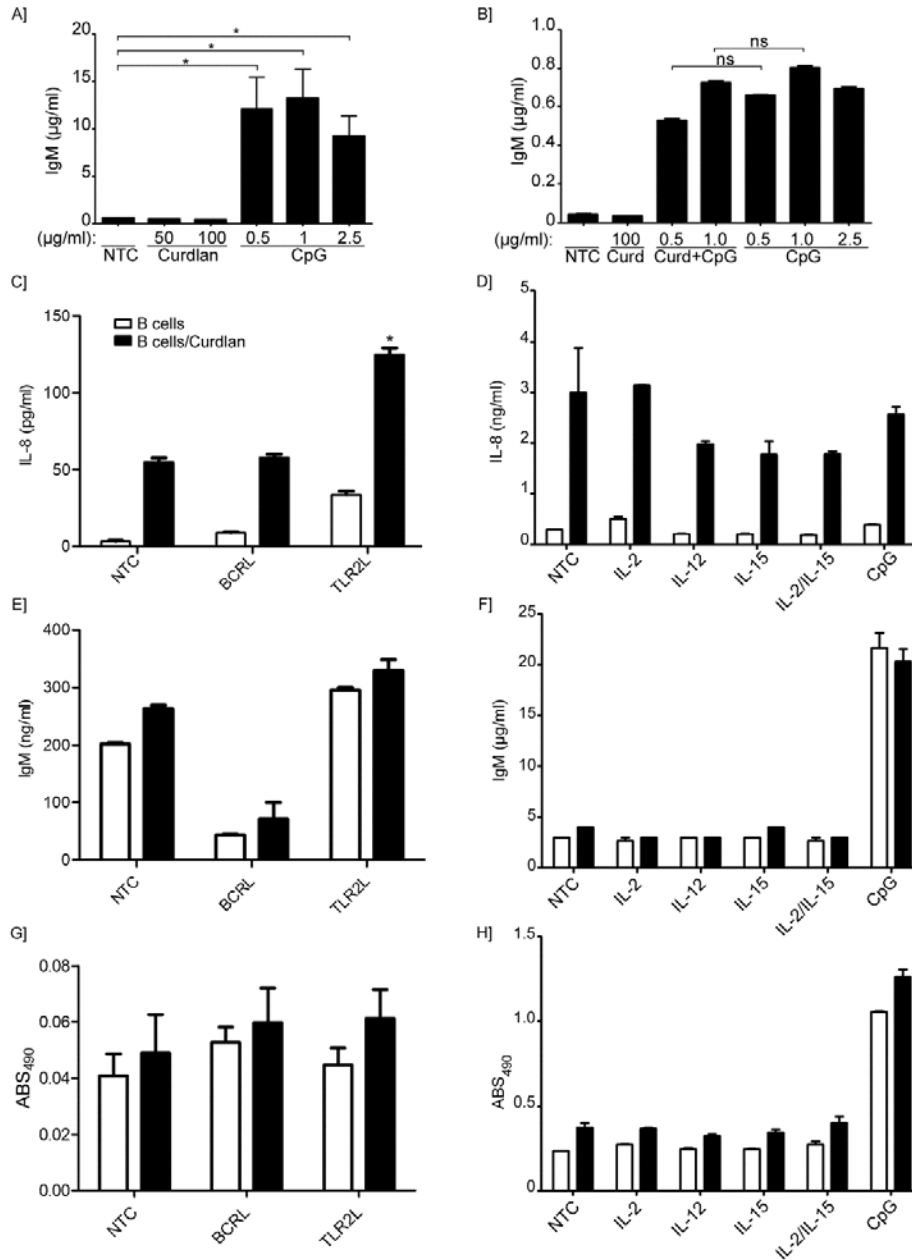 A]
IgM (µg/ml)
20
15
10
5
0
*
*
*
(µg/ml):
50
100
0.5
1
2.5
NTC
Curdlan
CpG
B]
IgM (µg/ml)
1.0
0.8
0.6
0.4
0.2
0.0
ns
ns
(µg/ml):
100
0.5
1.0
0.5
1.0
2.5
NTC
Curd
Curd+CpG
CpG
C]
IL-8 (pg/ml)
150
100
50
0
B cells
B cells/Curdlan
*
NTC
BCRL
TLR2L
D]
IL-8 (ng/ml)
5
4
3
2
1
0
NTC
IL-2
IL-12
IL-15
IL-2/IL-15
CpG
E]
IgM (ng/ml)
400
300
200
100
0
NTC
BCRL
TLR2L
F]
IgM (µg/ml)
25
20
15
10
5
0
NTC
IL-2
IL-12
IL-15
IL-2/IL-15
CpG
G]
ABS490
0.08
0.06
0.04
0.02
0.00
NTC
BCRL
TLR2L
H]
ABS490
1.5
1.0
0.5
0
NTC
IL-2
IL-12
IL-15
IL-2/IL-15
CpG